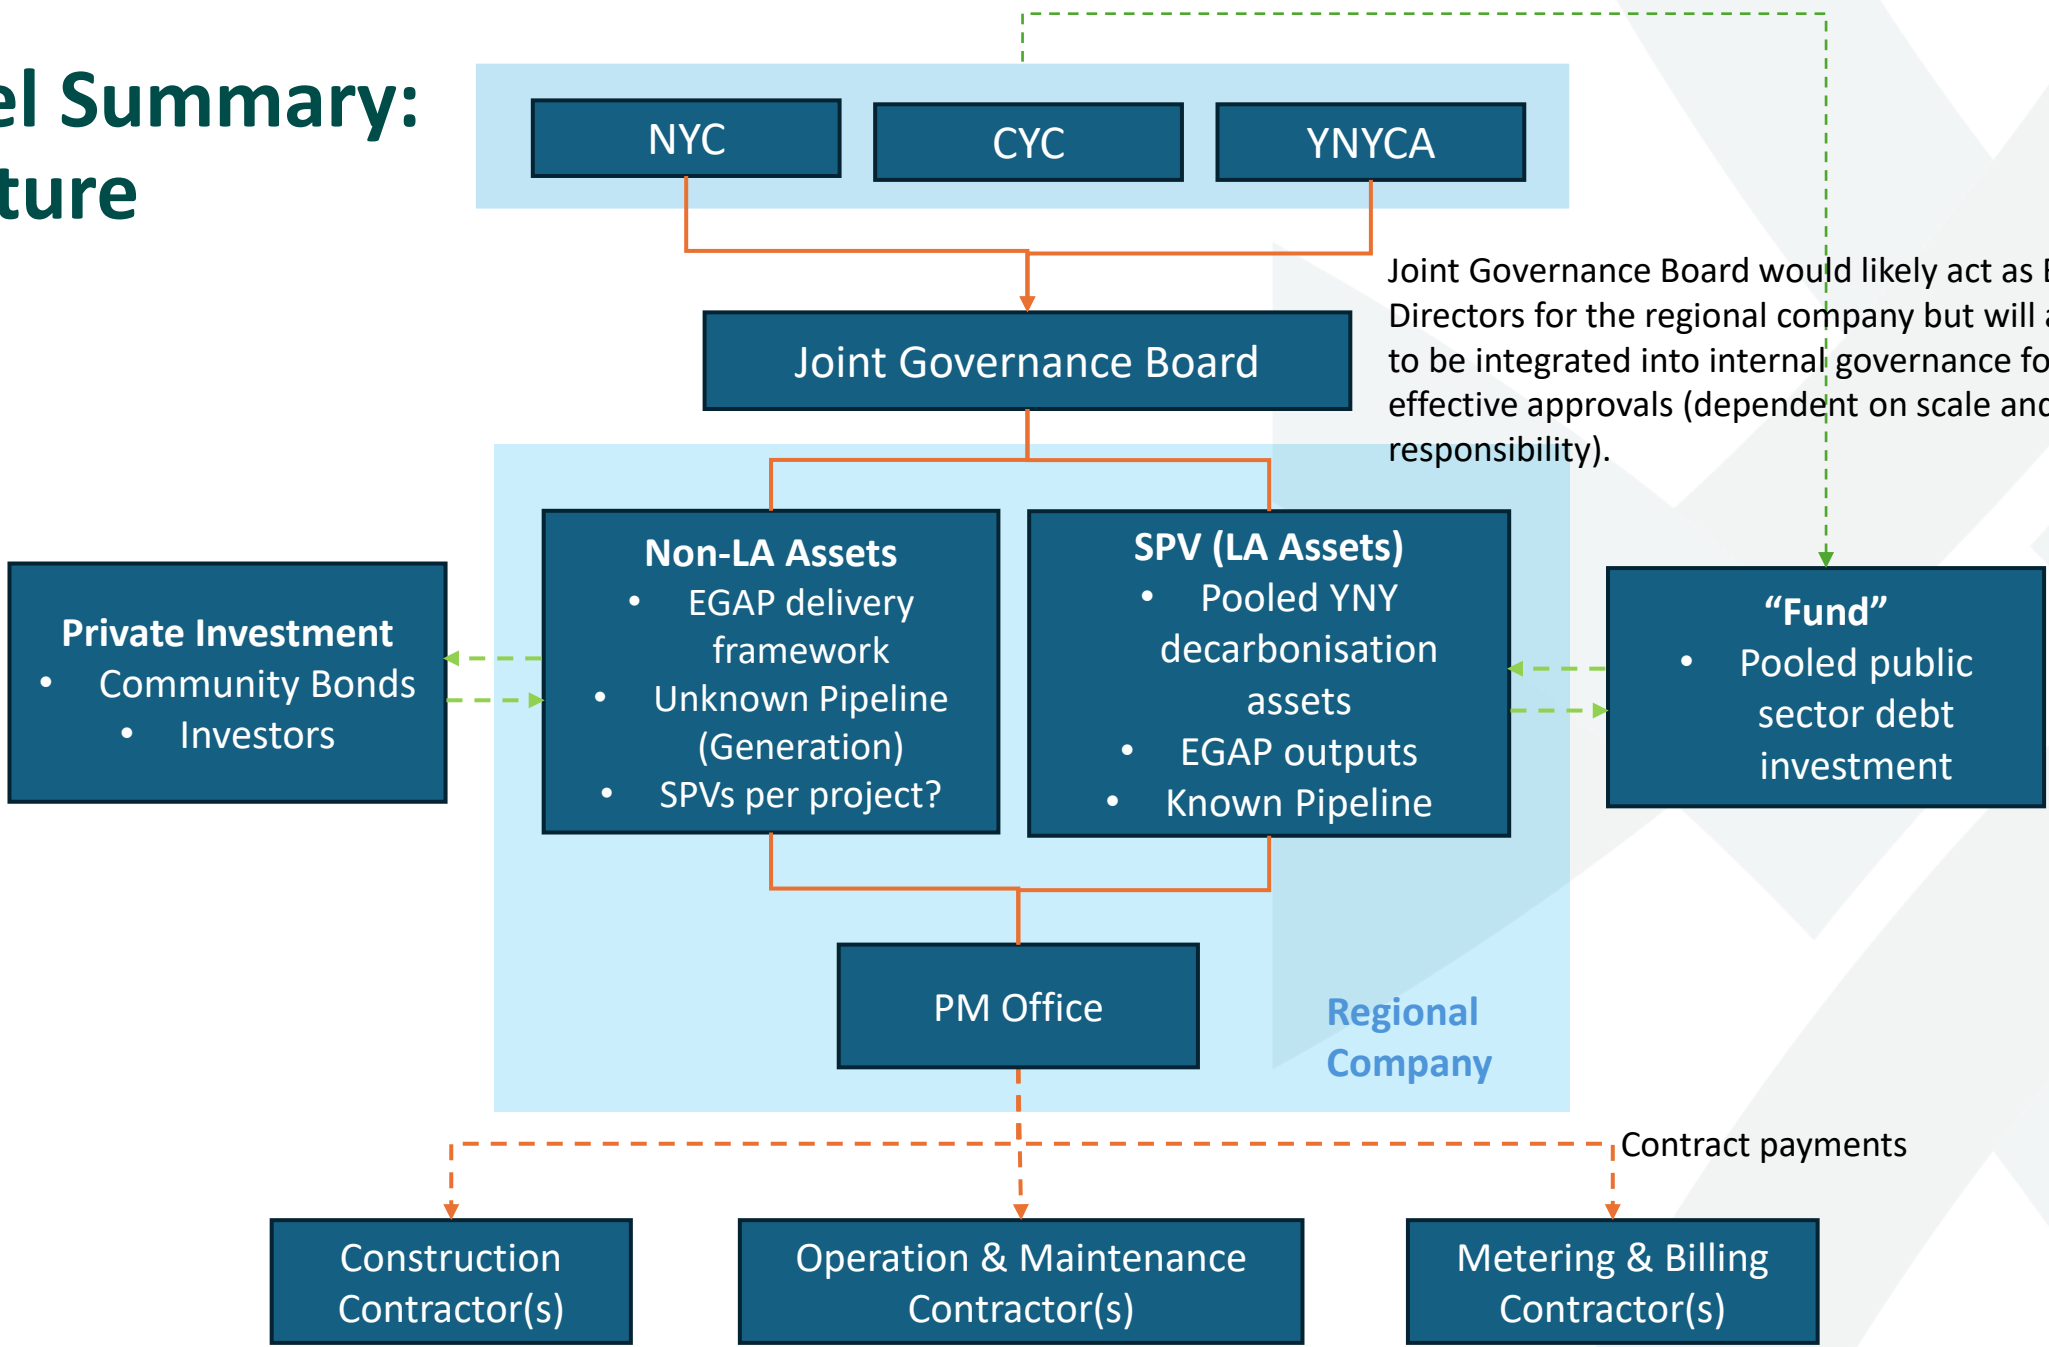 el Summary:
ture
NYC
CYC
YNYCA
Joint Governance Board would likely act as
Directors for the regional company but will
to be integrated into internal governance
effective approvals (dependent on scale and
responsibility).
Joint Governance Board
Non-LA Assets
• EGAP delivery
framework
• Unknown Pipeline
(Generation)
• SPVs per project?
SPV (LA Assets)
• Pooled YNY
decarbonisation
assets
• EGAP outputs
• Known Pipeline
Private Investment
• Community Bonds
• Investors
“Fund”
• Pooled public
sector debt
investment
PM Office
Regional
Company
Contract payments
Construction
Contractor(s)
Operation & Maintenance
Contractor(s)
Metering & Billing
Contractor(s)